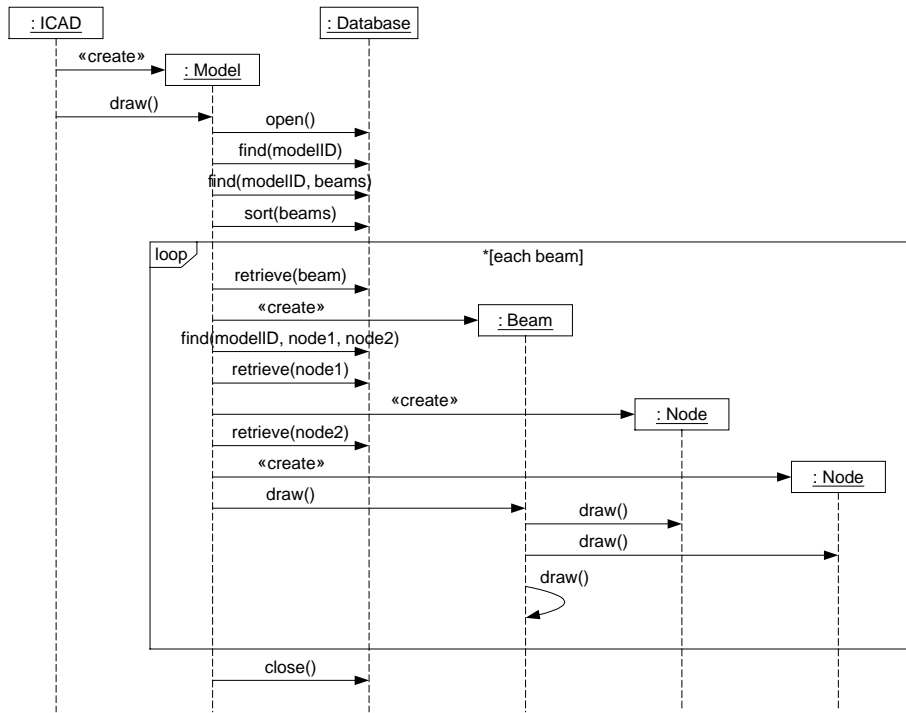 : ICAD
: Database
«create»
: Model
draw()
open()
find(modelID)
find(modelID, beams)
sort(beams)
loop
*[each beam]
retrieve(beam)
«create»
: Beam
find(modelID, node1, node2)
retrieve(node1)
«create»
: Node
retrieve(node2)
«create»
: Node
draw()
draw()
draw()
draw()
close()